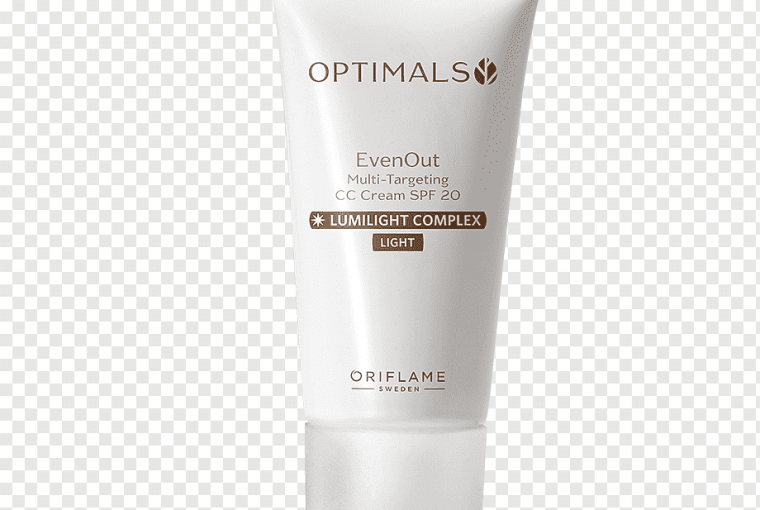 OPTIMALS
EvenOut
Multi-Targeting
CC Cream SPF 20
LUMILIGHT COMPLEX
LIGHT
ORIFLAME
SWEDEN